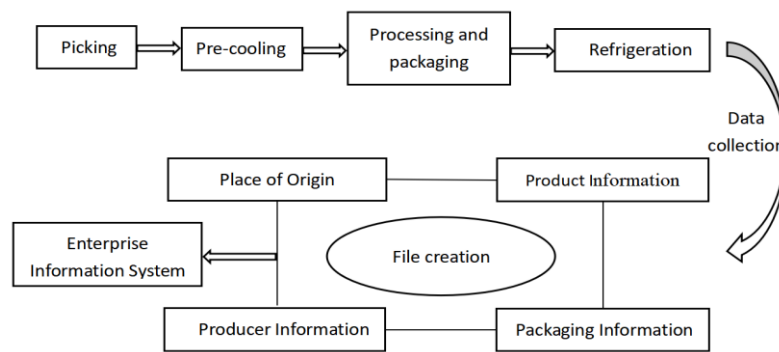 Picking
Pre-cooling
Processing and
packaging
Refrigeration
Data
collection
Place of Origin
Product Information
Enterprise
Information System
File creation
Producer Information
Packaging Information